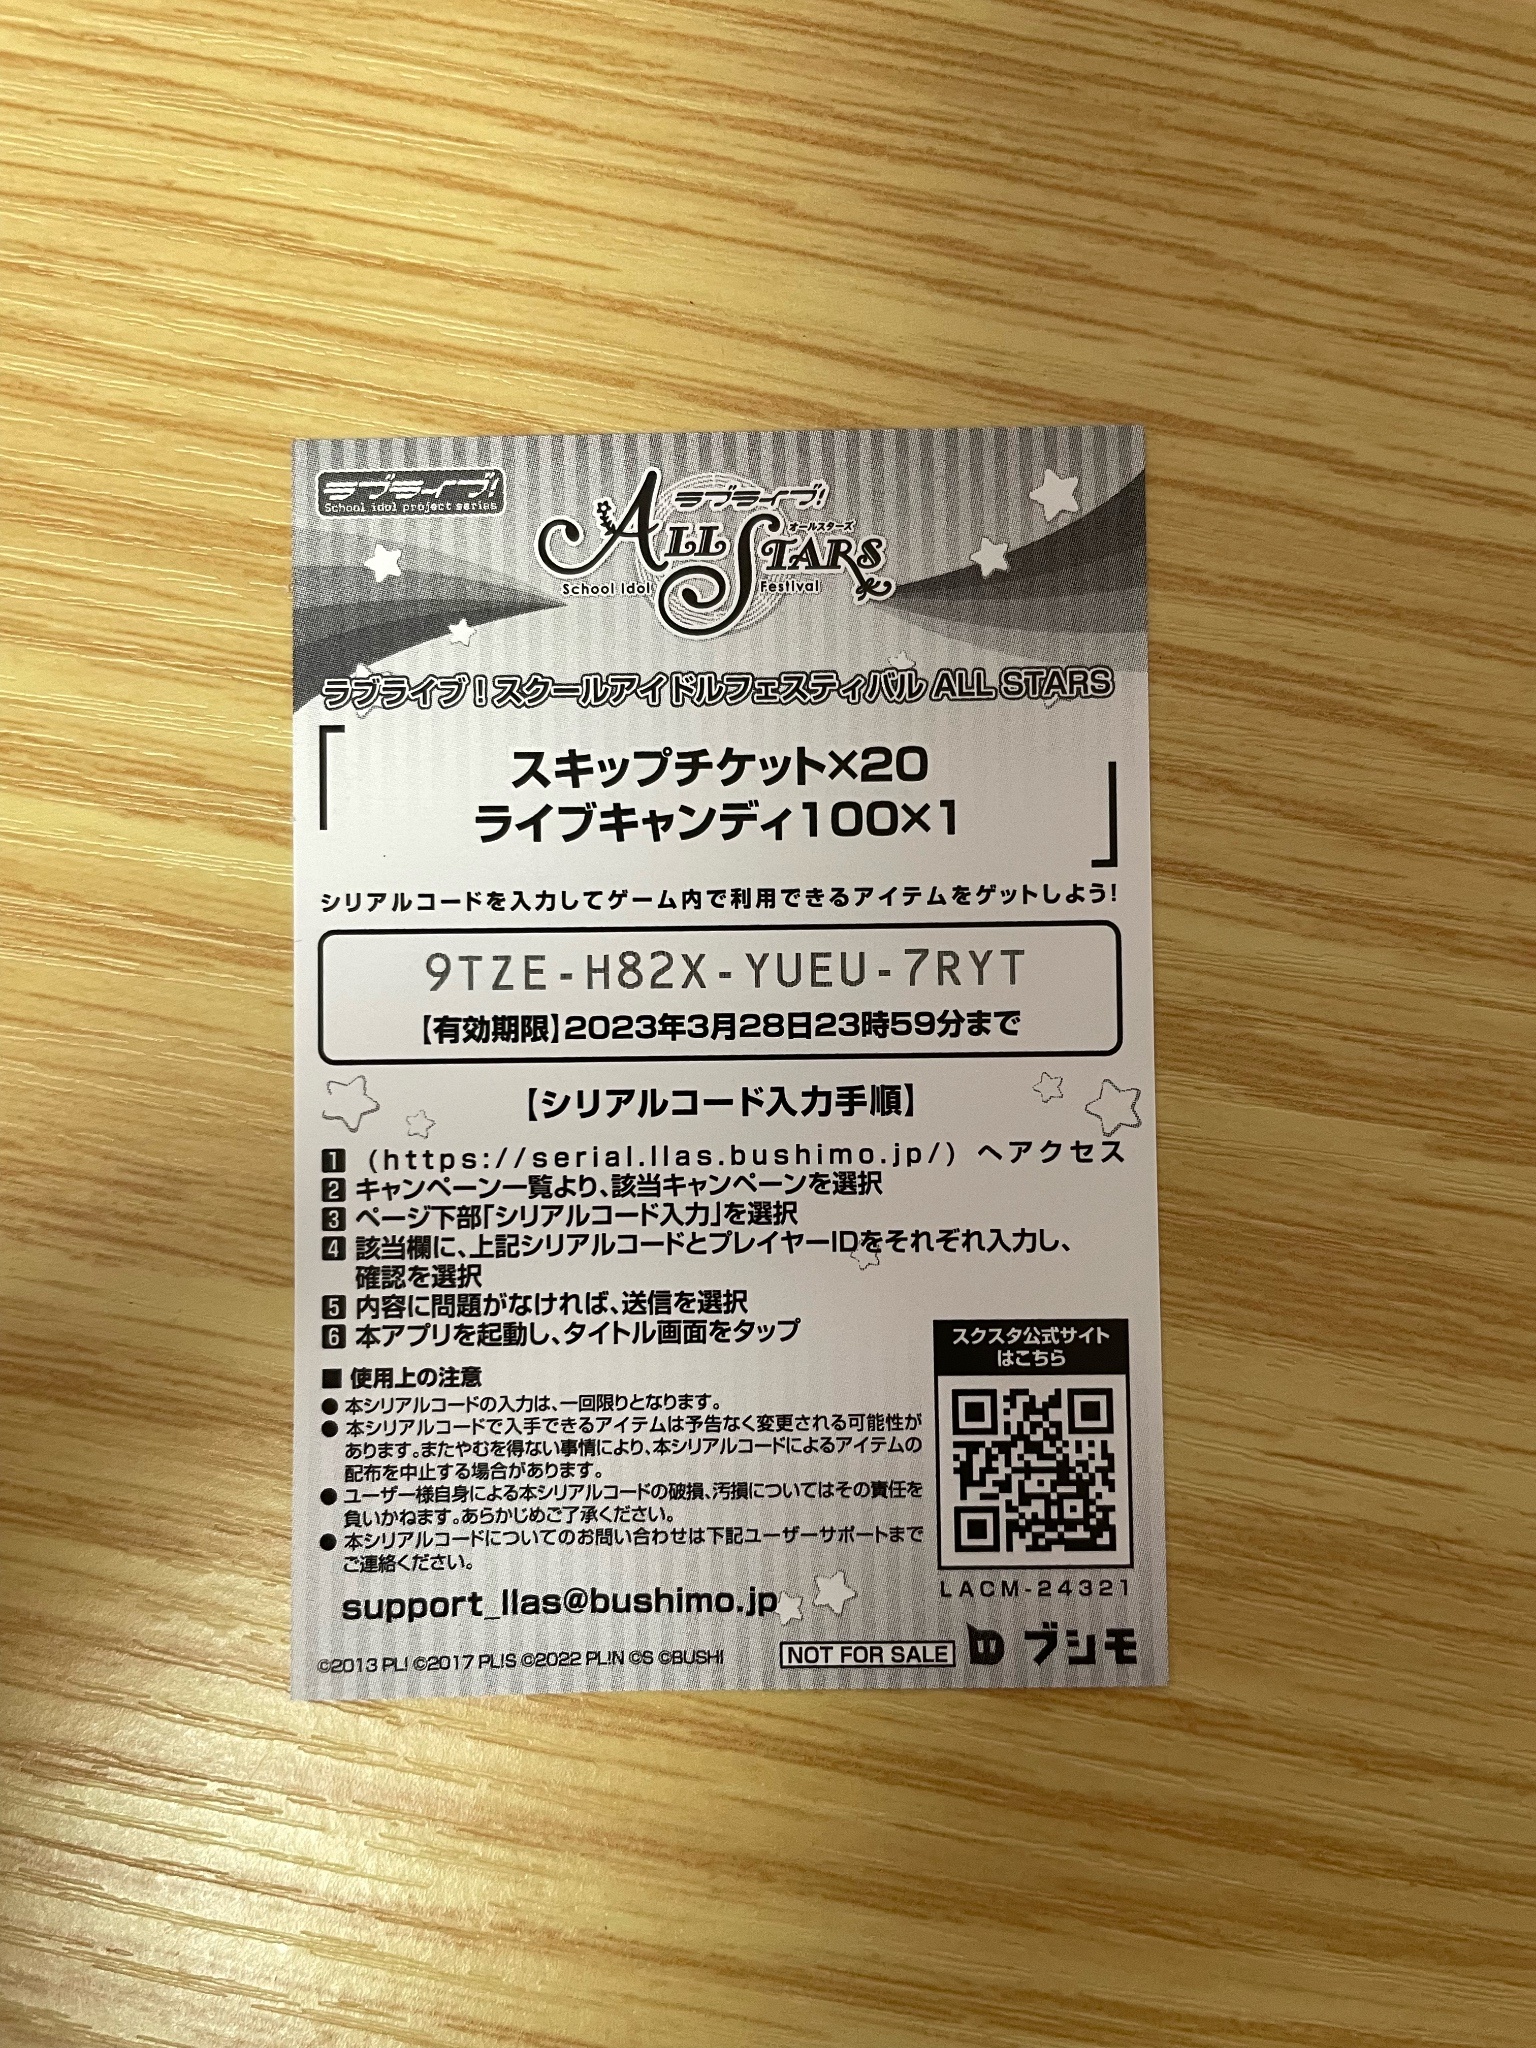 ラブライブ!
School idol project series
ラブライブ!
ALL STARS
オールスターズ
School Idol Festival
ラブライブ！スクールアイドルフェスティバル ALL STARS
「スキップチケット×20
ライブキャンディ100×1」
シリアルコードを入力してゲーム内で利用できるアイテムをゲットしよう!
9TZE-H82X-YUEU-7RYT
【有効期限】2023年3月28日23時59分まで
【シリアルコード入力手順】
1 (https://serial.llas.bushimo.jp/) へアクセス
2 キャンペーン一覧より、該当キャンペーンを選択
3 ページ下部「シリアルコード入力」を選択
4 該当欄に、上記シリアルコードとプレイヤーIDをそれぞれ入力し、
確認を選択
5 内容に問題がなければ、送信を選択
6 本アプリを起動し、タイトル画面をタップ
■ 使用上の注意
● 本シリアルコードの入力は、一回限りとなります。
● 本シリアルコードで入手できるアイテムは予告なく変更される可能性が
あります。またやむを得ない事情により、本シリアルコードによるアイテムの
配布を中止する場合があります。
● ユーザー様自身による本シリアルコードの破損、汚損についてはその責任を
負いかねます。あらかじめご了承ください。
● 本シリアルコードについてのお問い合わせは下記ユーザーサポートまで
ご連絡ください。
support_llas@bushimo.jp
スクスタ公式サイト
はこちら
LACM-24321
©2013 PL! ©2017 PL!S ©2022 PL!N ©S ©BUSHI
NOT FOR SALE
ブシモ